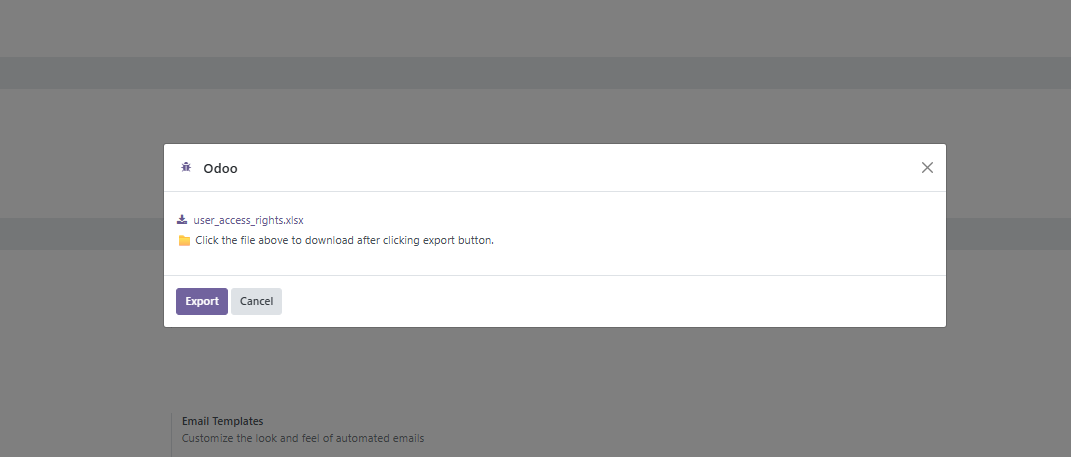 Odoo
user_access_rights.xlsx
Click the file above to download after clicking export button.
Export Cancel
Email Templates
Customize the look and feel of automated emails